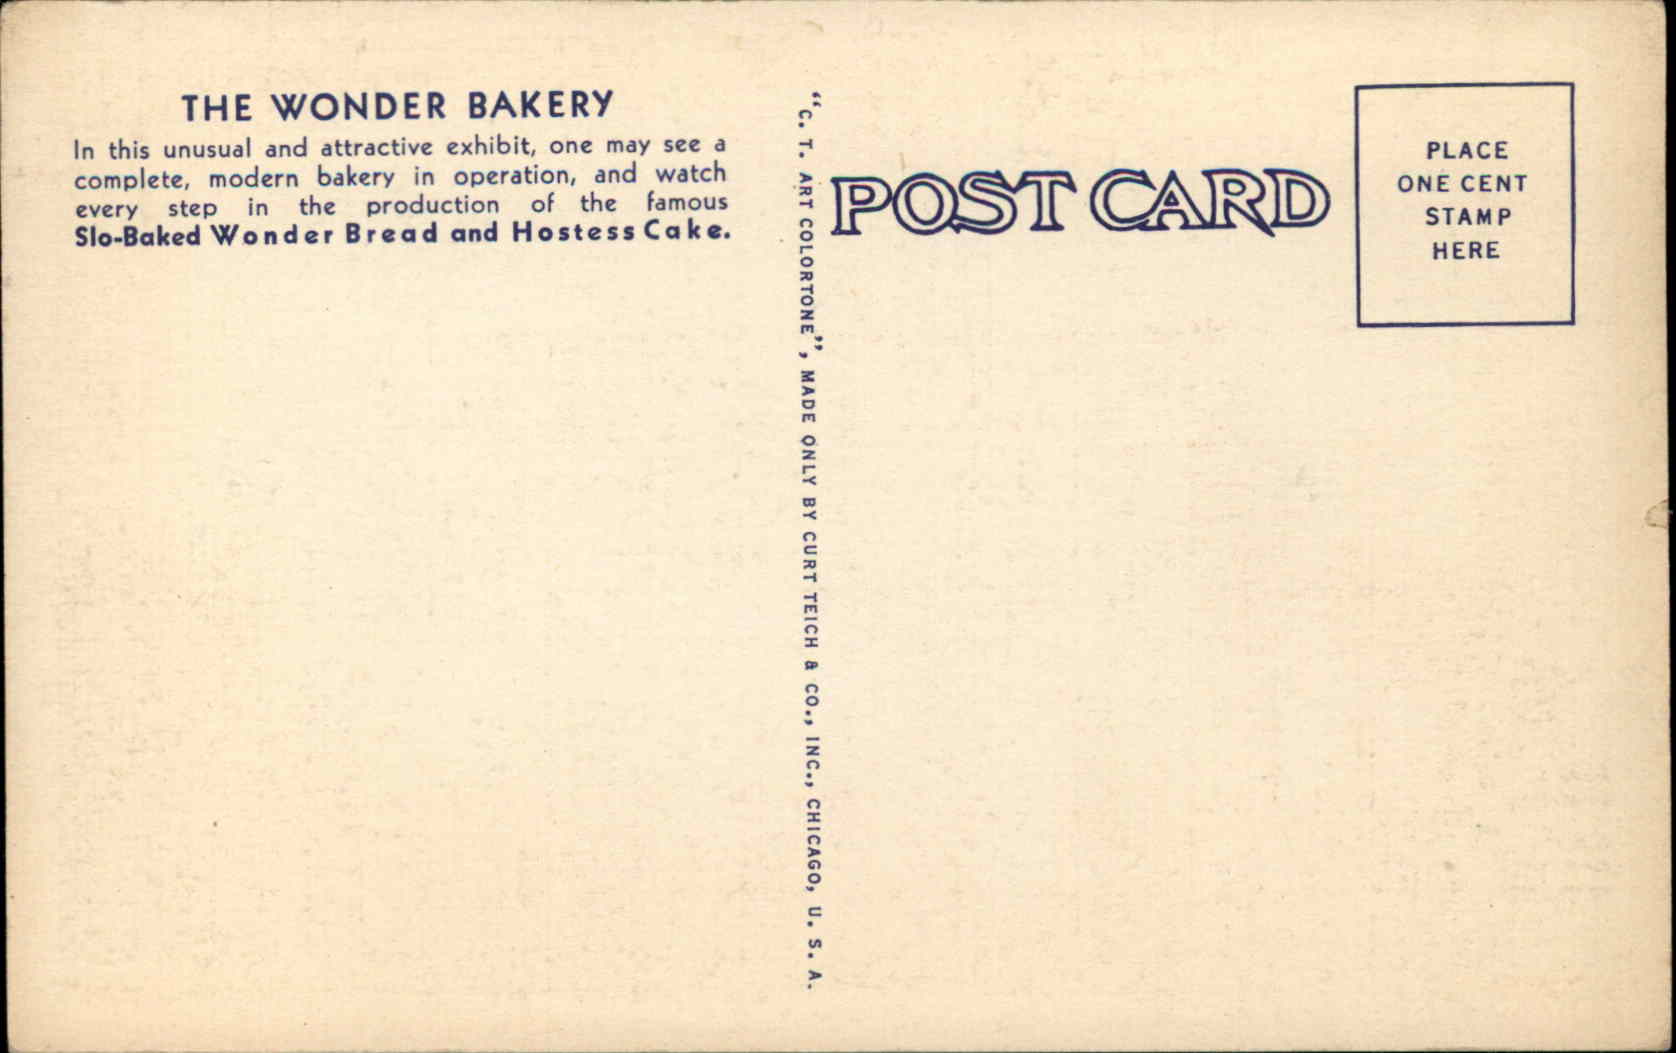 THE WONDER BAKERY
In this unusual and attractive exhibit, one may see a
complete, modern bakery in operation, and watch
every step in the production of the famous
Slo-Baked Wonder Bread and Hostess Cake.
"C. T. ART COLORTONE", MADE ONLY BY CURT TEICH & CO., INC., CHICAGO, U. S. A.
POST CARD
PLACE
ONE CENT
STAMP
HERE